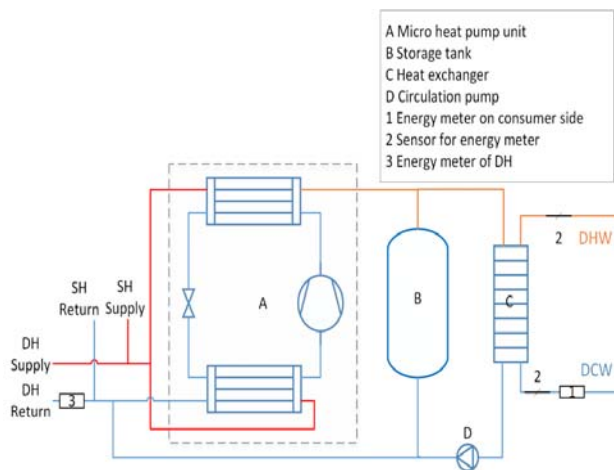 A Micro heat pump unit
B Storage tank
C Heat exchanger
D Circulation pump
1 Energy meter on consumer side
2 Sensor for energy meter
3 Energy meter of DH
2
DHW
SH
Return
SH
Supply
A
B
C
DH
Supply
DH
Return
3
2
1
DCW
D